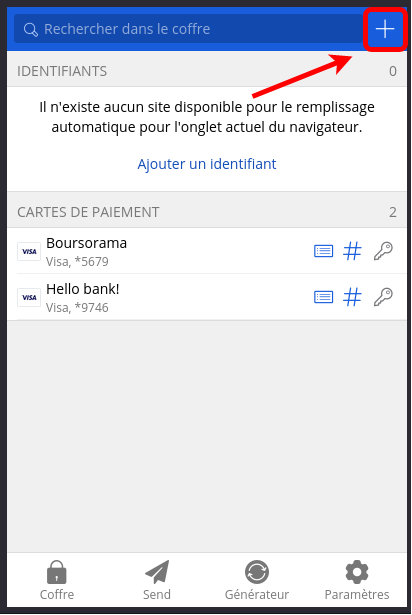 Rechercher dans le coffre
IDENTIFIANTS 0
Il n'existe aucun site disponible pour le remplissage
automatique pour l'onglet actuel du navigateur.
Ajouter un identifiant
CARTES DE PAIEMENT 2
VISA Boursorama
Visa, *5679
VISA Hello bank!
Visa, *9746
Coffre Send Générateur Paramètres